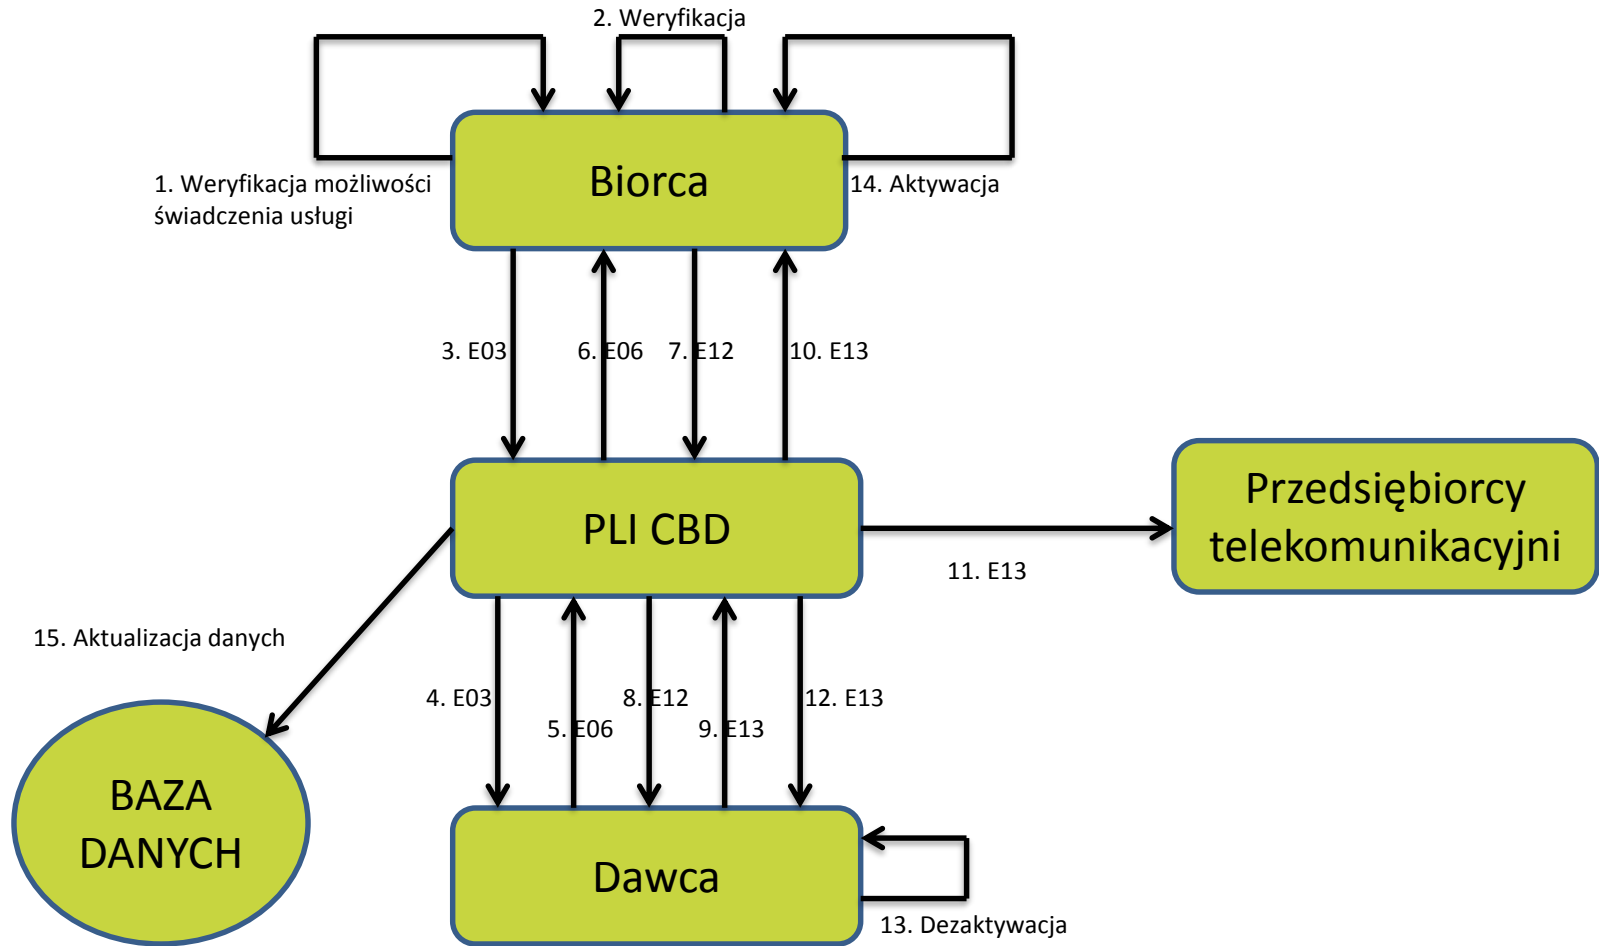 2. Weryfikacja
Biorca
1. Weryfikacja możliwości
świadczenia usługi
14. Aktywacja
3. E03
6. E06
7. E12
10. E13
PLI CBD
Przedsiębiorcy
telekomunikacyjni
11. E13
15. Aktualizacja danych
4. E03
8. E12
12. E13
5. E06
9. E13
BAZA
DANYCH
Dawca
13. Dezaktywacja